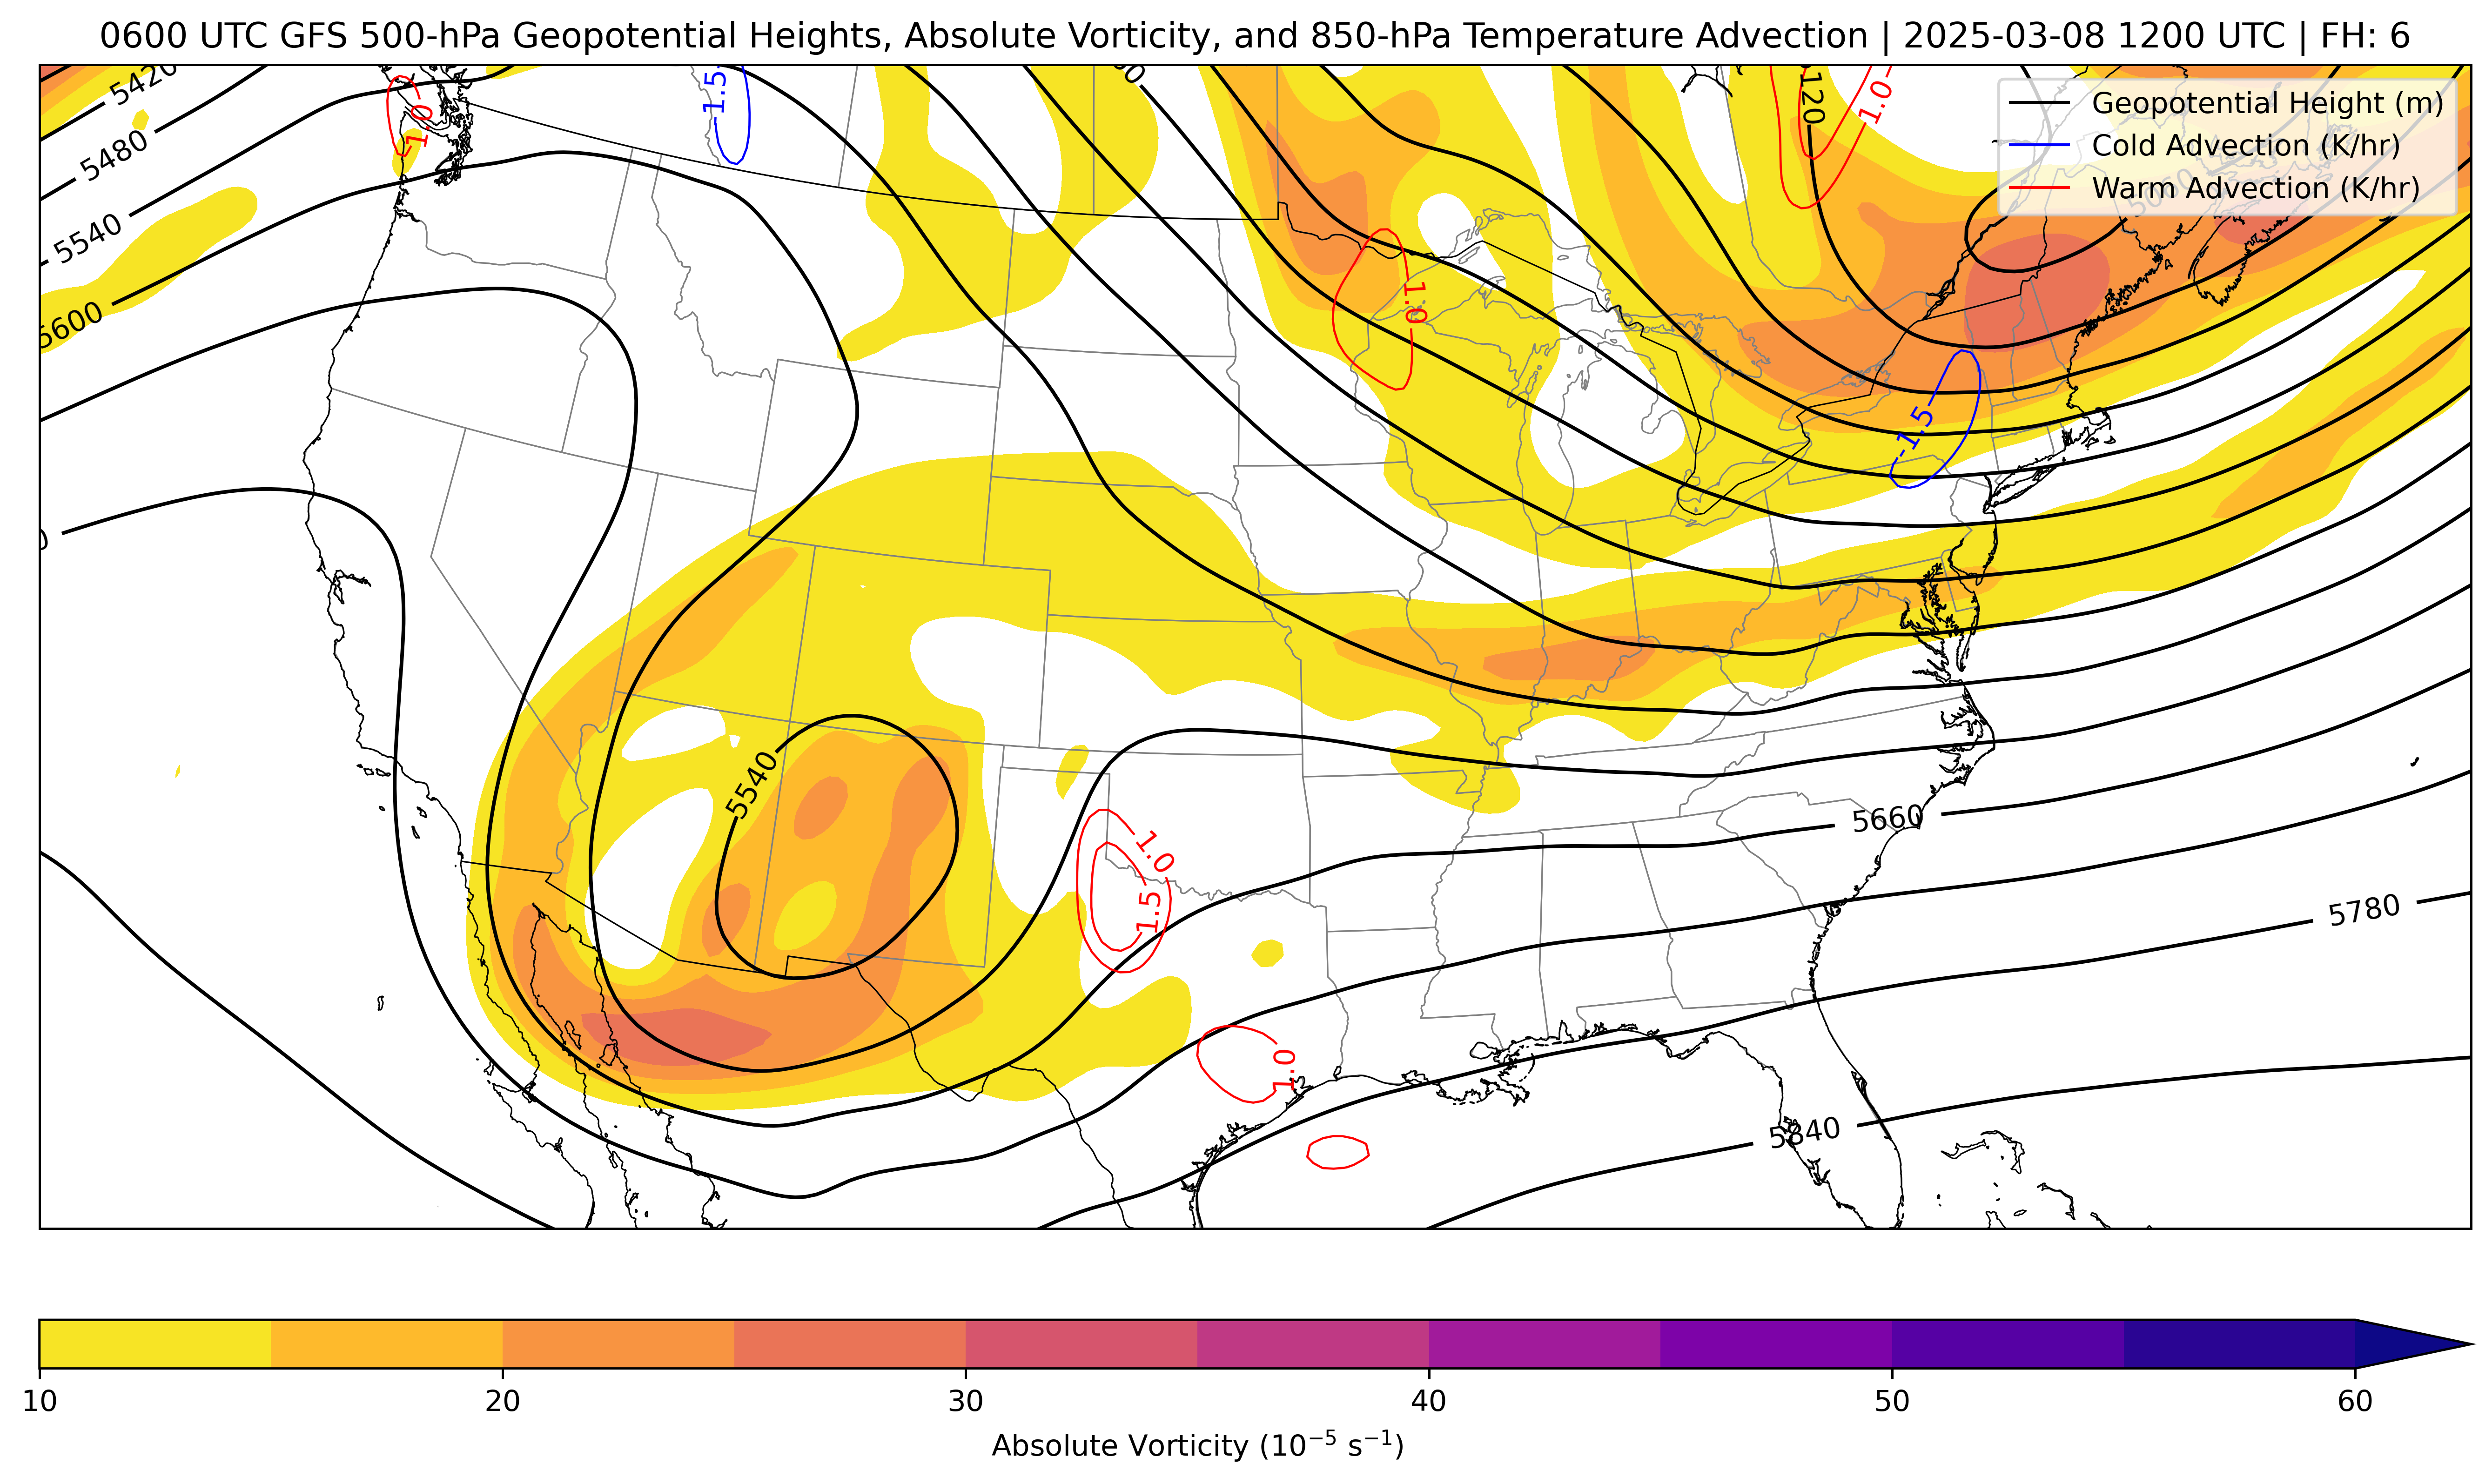 0600 UTC GFS 500-hPa Geopotential Heights, Absolute Vorticity, and 850-hPa Temperature Advection | 2025-03-08 1200 UTC | FH: 6
Geopotential Height (m)
Cold Advection (K/hr)
Warm Advection (K/hr)
5420
5480
5540
5600
1.0
1.5
1.0
5060
1.0
-1.5
5540
1.0
1.5
1.0
5660
5780
5840
10 20 30 40 50 60
Absolute Vorticity (10⁻⁵ s⁻¹)